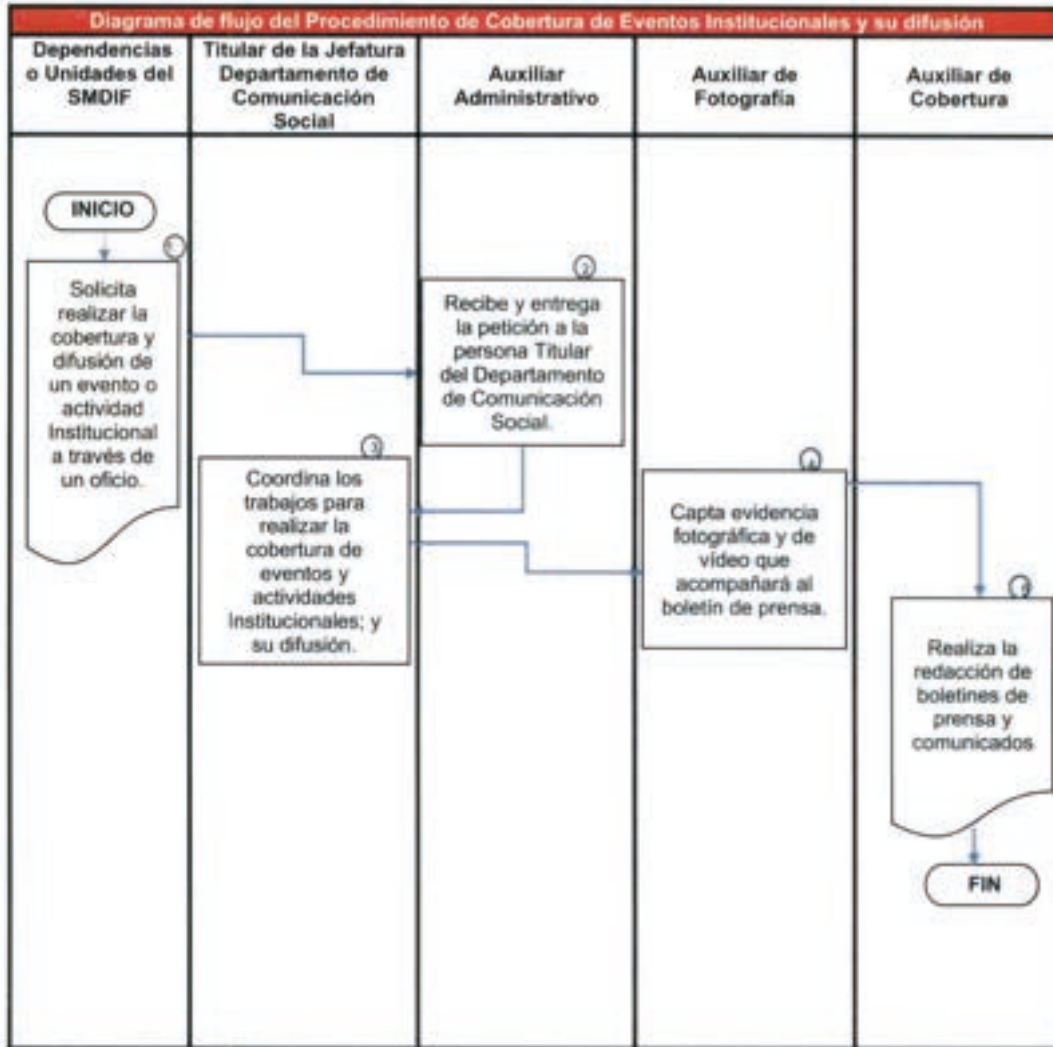 Diagrama de flujo del Procedimiento de Cobertura de Eventos Institucionales y su difusión
Dependencias
o Unidades del
SMDIF
Titular de la Jefatura
Departamento de
Comunicación
Social
Auxiliar
Administrativo
Auxiliar de
Fotografía
Auxiliar de
Cobertura
INICIO
1
Solicita
realizar la
cobertura y
difusión de
un evento o
actividad
Institucional
a través de
un oficio.
2
Recibe y entrega
la petición a la
persona Titular
del Departamento
de Comunicación
Social.
3
Coordina los
trabajos para
realizar la
cobertura de
eventos y
actividades
Institucionales; y
su difusión.
4
Capta evidencia
fotográfica y de
vídeo que
acompañará al
boletín de prensa.
Realiza la
redacción de
boletines de
prensa y
comunicados
FIN